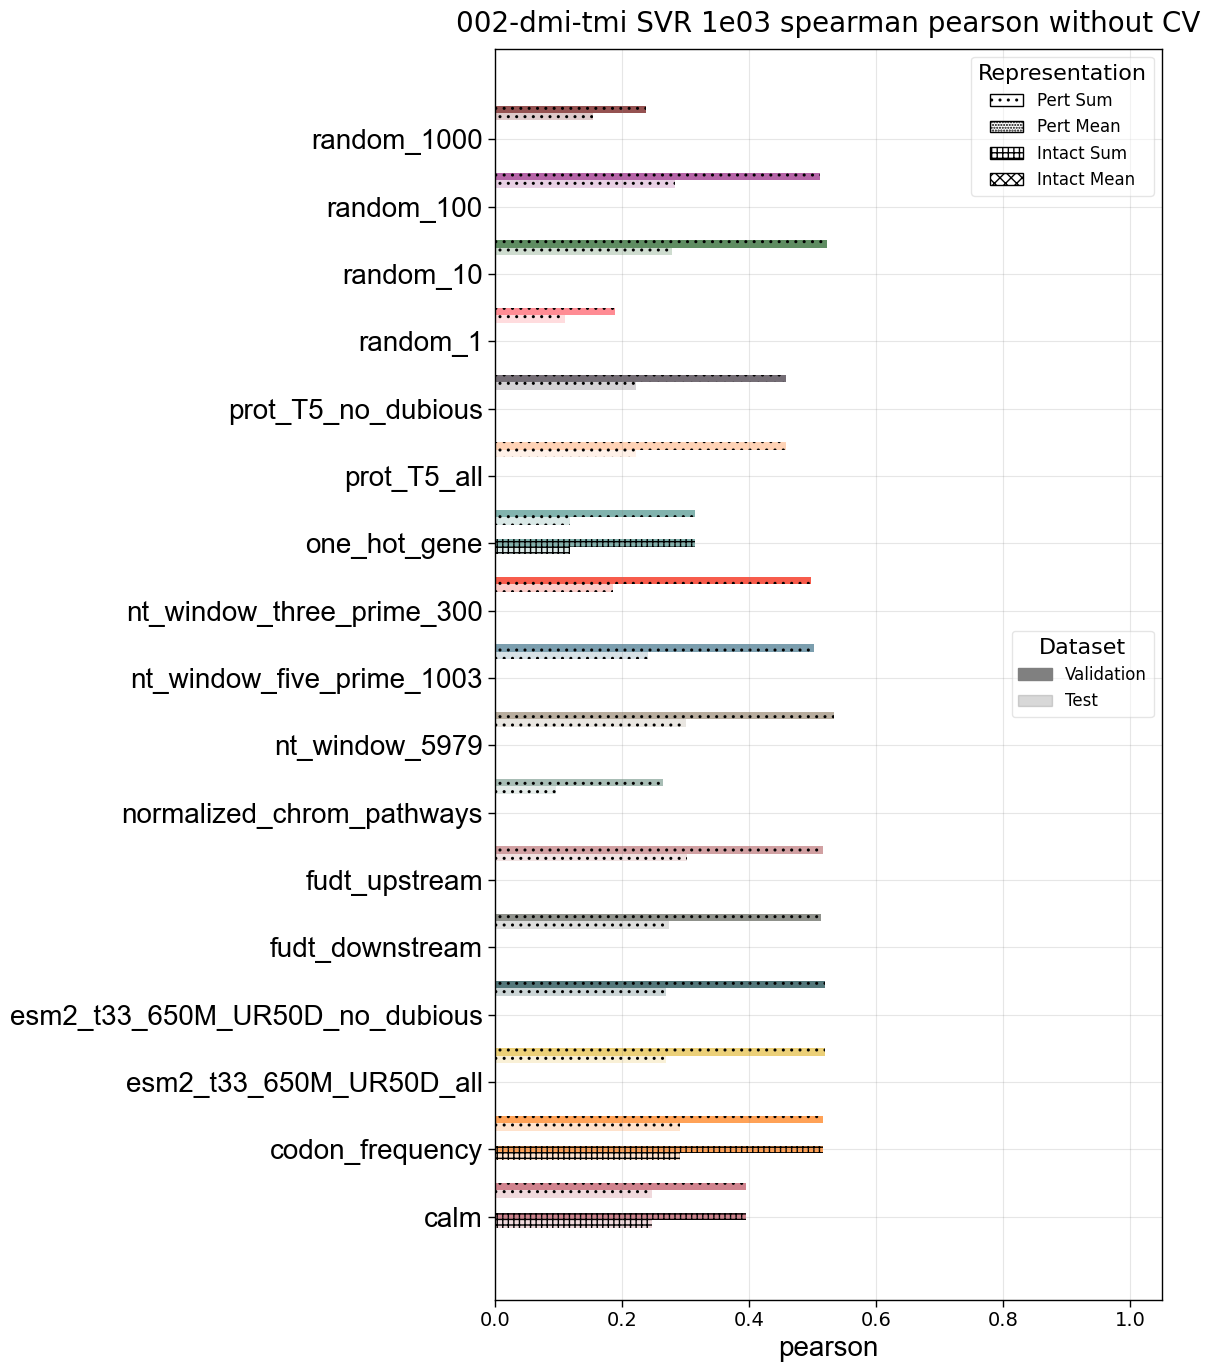 002-dmi-tmi SVR 1e03 spearman pearson without CV
Representation
Pert Sum
Pert Mean
Intact Sum
Intact Mean
random_1000
random_100
random_10
random_1
prot_T5_no_dubious
prot_T5_all
one_hot_gene
nt_window_three_prime_300
nt_window_five_prime_1003
Dataset
Validation
Test
nt_window_5979
normalized_chrom_pathways
fudt_upstream
fudt_downstream
esm2_t33_650M_UR50D_no_dubious
esm2_t33_650M_UR50D_all
codon_frequency
calm
0.0 0.2 0.4 0.6 0.8 1.0
pearson